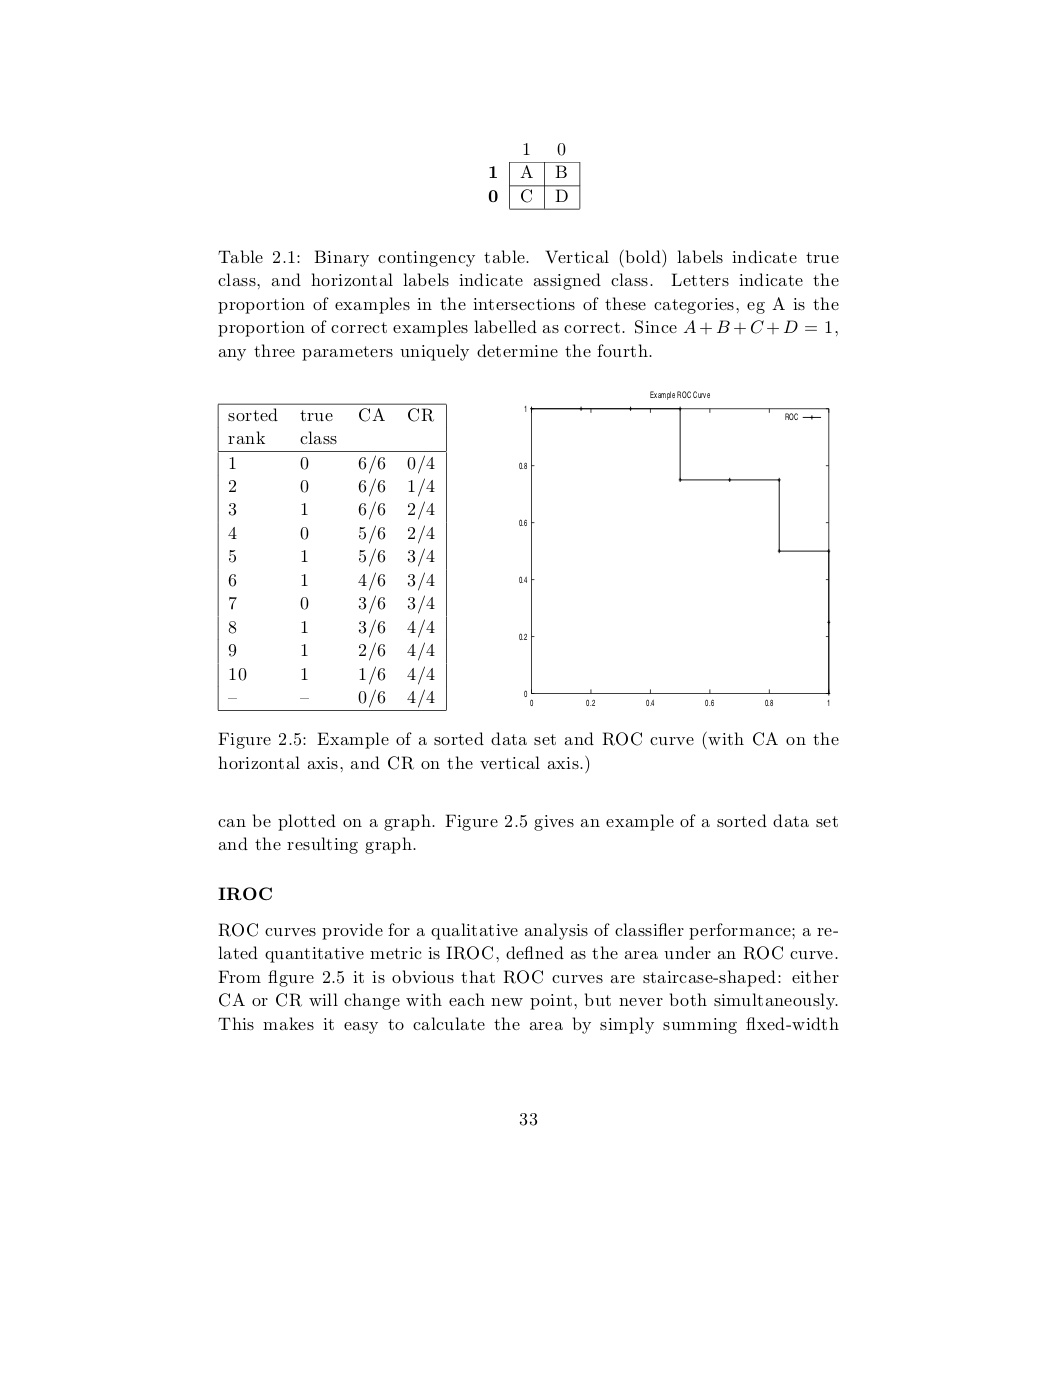 1 0
1 A B
0 C D
Table 2.1: Binary contingency table. Vertical (bold) labels indicate true
class, and horizontal labels indicate assigned class. Letters indicate the
proportion of examples in the intersections of these categories, eg A is the
proportion of correct examples labelled as correct. Since A + B + C + D = 1,
any three parameters uniquely determine the fourth.
sorted true CA CR
rank class
1 0 6/6 0/4
2 0 6/6 1/4
3 1 6/6 2/4
4 0 5/6 2/4
5 1 5/6 3/4
6 1 4/6 3/4
7 0 3/6 3/4
8 1 3/6 4/4
9 1 2/6 4/4
10 1 1/6 4/4
– – 0/6 4/4
Example ROC Curve
ROC
1
0.8
0.6
0.4
0.2
0
0 0.2 0.4 0.6 0.8 1
Figure 2.5: Example of a sorted data set and ROC curve (with CA on the
horizontal axis, and CR on the vertical axis.)
can be plotted on a graph. Figure 2.5 gives an example of a sorted data set
and the resulting graph.
IROC
ROC curves provide for a qualitative analysis of classifier performance; a re-
lated quantitative metric is IROC, defined as the area under an ROC curve.
From figure 2.5 it is obvious that ROC curves are staircase-shaped: either
CA or CR will change with each new point, but never both simultaneously.
This makes it easy to calculate the area by simply summing fixed-width
33